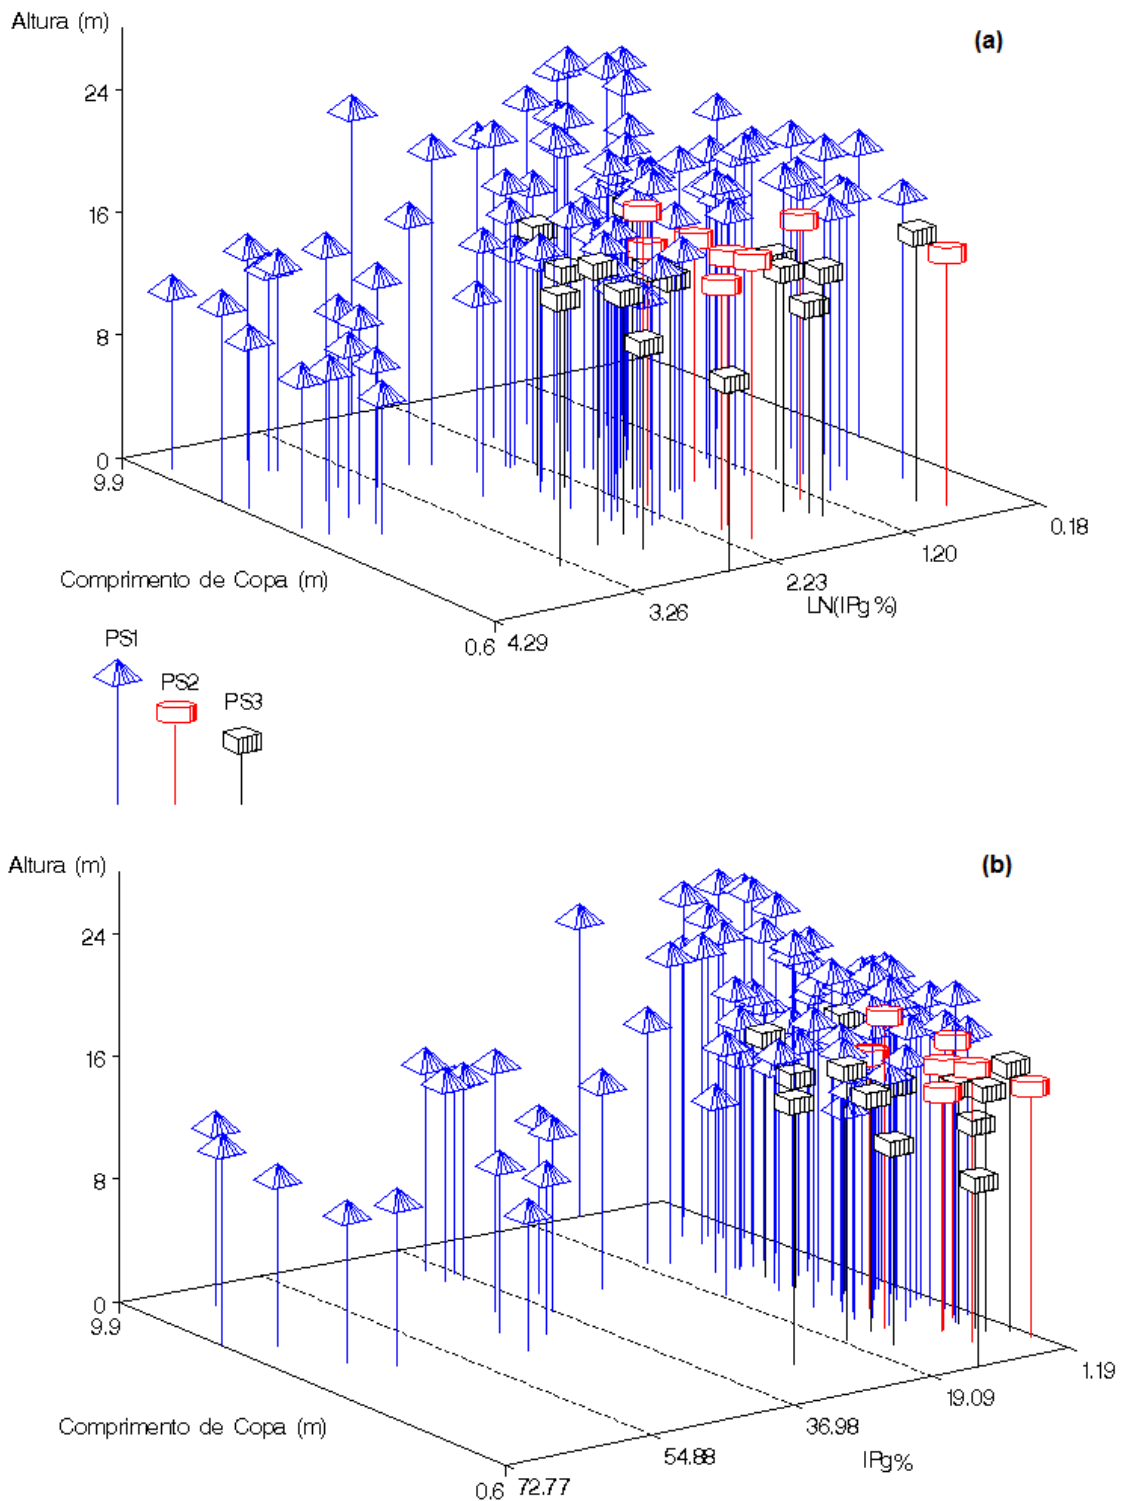 Altura (m)
(a)
24
16
8
0
9.9
0.18
1.20
2.23
3.26
0.6 4.29
Comprimento de Copa (m)
LN(IPg%)
PS1
PS2
PS3
Altura (m)
(b)
24
16
8
0
9.9
1.19
19.09
36.98
54.88
0.6 72.77
Comprimento de Copa (m)
IPg%